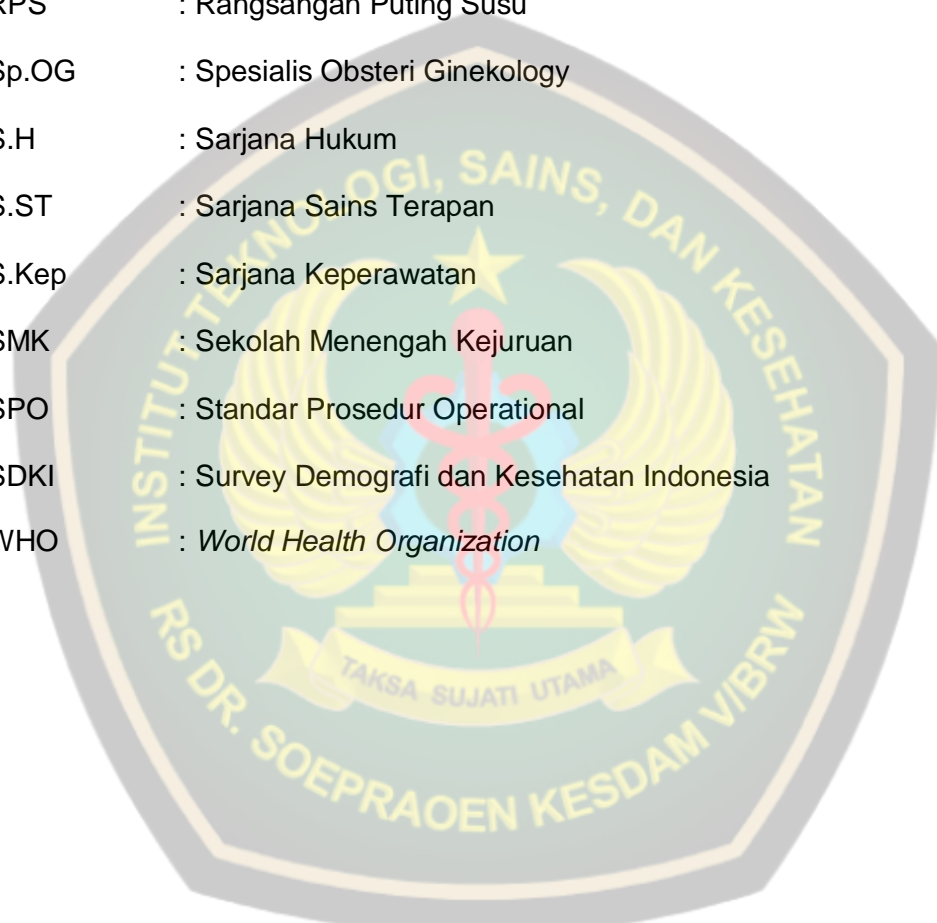 RPS : Rangsangan Puting Susu
Sp.OG : Spesialis Obsteri Ginekology
S.H : Sarjana Hukum
S.ST : Sarjana Sains Terapan
S.Kep : Sarjana Keperawatan
SMK : Sekolah Menengah Kejuruan
SPO : Standar Prosedur Operational
SDKI : Survey Demografi dan Kesehatan Indonesia
WHO : World Health Organization
INSTITUT TEKNOLOGI, SAINS, DAN KESEHATAN
TAKSA SUJATI UTAMA
RS DR. SOEPRAOEN KESDAM V/BRW